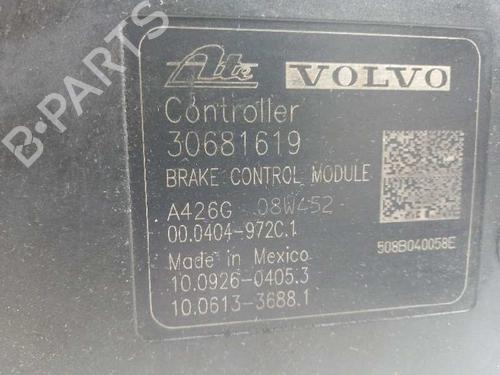 Ate VOLVO
Controller
30681619
BRAKE CONTROL MODULE
A426G 08W452
00.0404-972C.1
508B040058E
Made in Mexico
10.0926-0405.3
10.0613-3688.1
B-PARTS